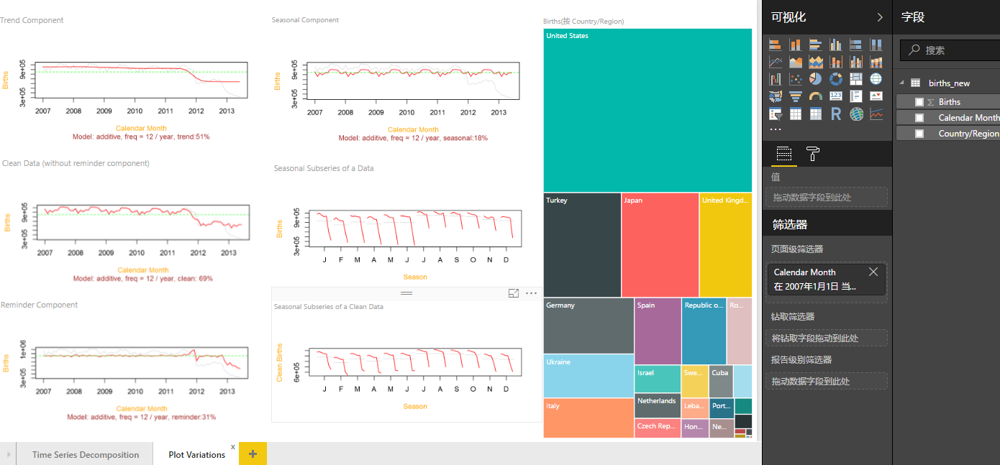 Trend Component
Births
9e+05
3e+05
2007 2008 2009 2010 2011 2012 2013
Calendar Month
Model: additive, freq = 12 / year, trend:51%
Clean Data (without reminder component)
Births
9e+05
3e+05
2007 2008 2009 2010 2011 2012 2013
Calendar Month
Model: additive, freq = 12 / year, clean: 69%
Reminder Component
Births
1e+06
3e+05
2007 2008 2009 2010 2011 2012 2013
Calendar Month
Model: additive, freq = 12 / year, reminder:31%
Seasonal Component
Births
9e+05
3e+05
2007 2008 2009 2010 2011 2012 2013
Calendar Month
Model: additive, freq = 12 / year, seasonal:18%
Seasonal Subseries of a Data
Births
9e+05
3e+05
J F M A M J J A S O N D
Season
Seasonal Subseries of a Clean Data
Clean Births
6e+05
J F M A M J J A S O N D
Season
Births(按 Country/Region)
United States
Turkey
Japan
United Kingd...
Germany
Spain
Republic o...
Ro...
Ukraine
Israel
Swe...
Cuba
Italy
Netherlands
Leba...
Port...
Czech Rep...
Hon...
Ne...
可视化
123
R
值
拖动数据字段到此处
筛选器
页面级筛选器
Calendar Month
在 2007年1月1日 当...
钻取筛选器
将钻取字段拖动到此处
报告级别筛选器
拖动数据字段到此处
字段
搜索
births_new
Σ Births
Calendar Month
Country/Region
Time Series Decomposition
Plot Variations
x
+